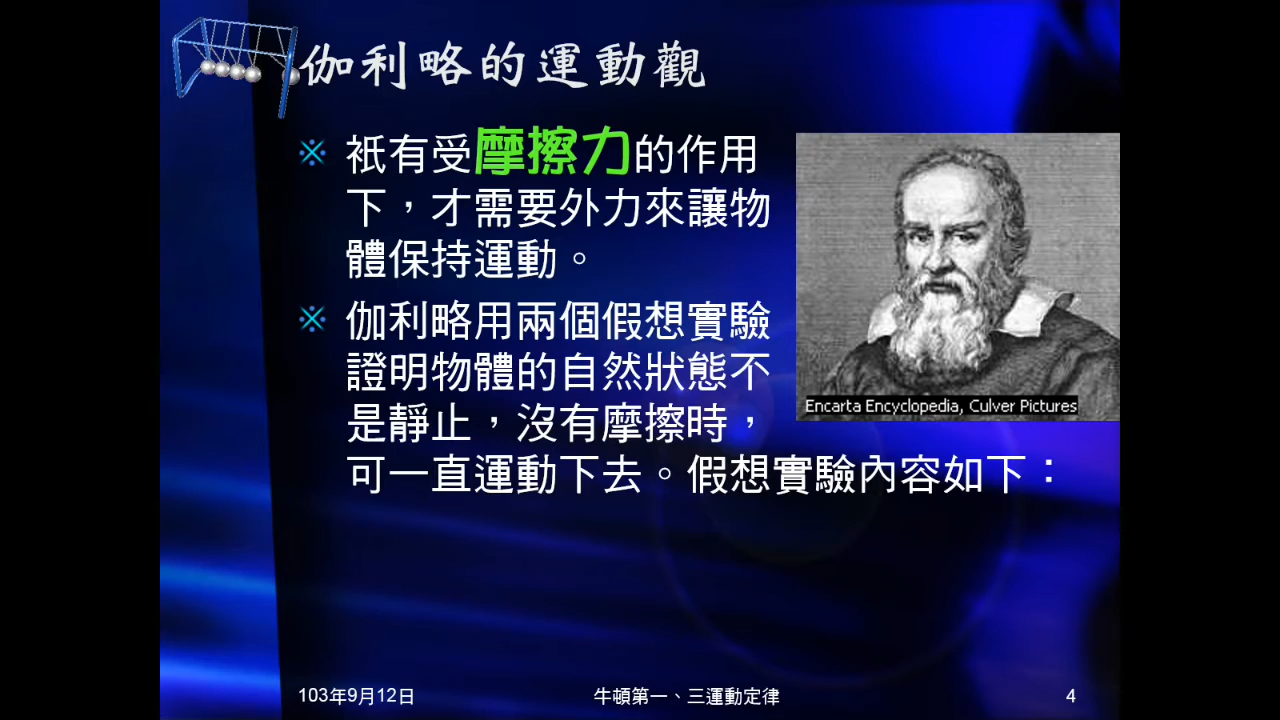 伽利略的運動觀
※ 祇有受摩擦力的作用
下，才需要外力來讓物
體保持運動。
※ 伽利略用兩個假想實驗
證明物體的自然狀態不
是靜止，沒有摩擦時，
可一直運動下去。假想實驗內容如下：
Encarta Encyclopedia, Culver Pictures
103年9月12日
牛頓第一、三運動定律
4